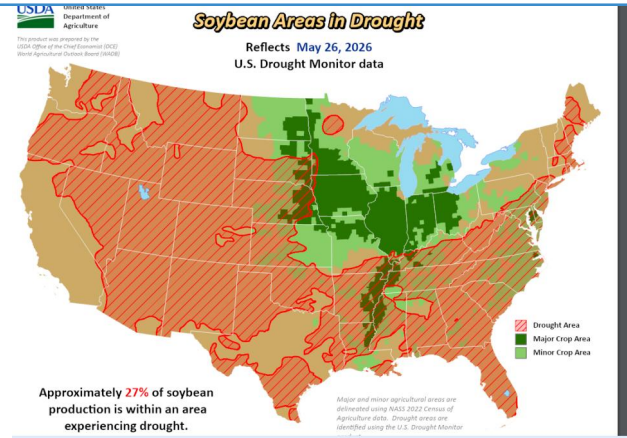 USDA
United States
Department of
Agriculture
This product was prepared by the
USDA Office of the Chief Economist (OCE)
World Agricultural Outlook Board (WAOB)
Soybean Areas in Drought
Reflects May 26, 2026
U.S. Drought Monitor data
Drought Area
Major Crop Area
Minor Crop Area
Approximately 27% of soybean
production is within an area
experiencing drought.
Major and minor agricultural areas are
delineated using NASS 2022 Census of
Agriculture data. Drought areas are
identified using the U.S. Drought Monitor